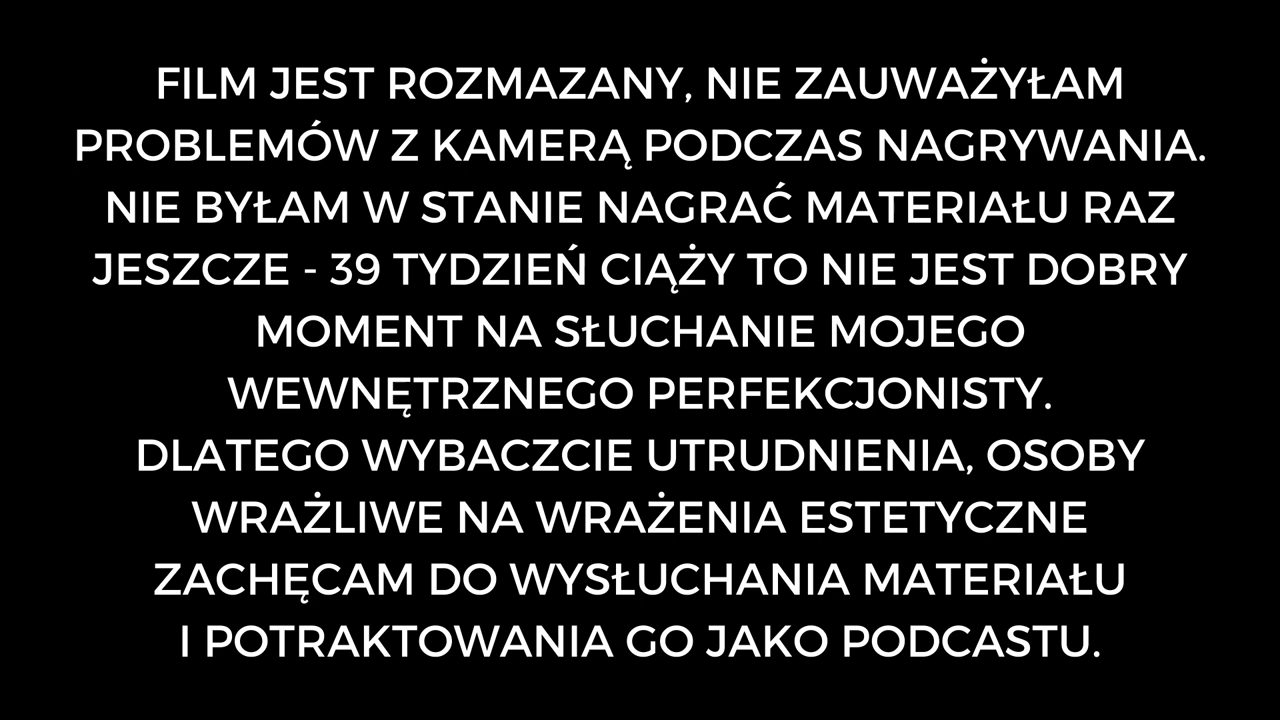 FILM JEST ROZMAZANY, NIE ZAUWAŻYŁAM
PROBLEMÓW Z KAMERĄ PODCZAS NAGRYWANIA.
NIE BYŁAM W STANIE NAGRAĆ MATERIAŁU RAZ
JESZCZE - 39 TYDZIEŃ CIĄŻY TO NIE JEST DOBRY
MOMENT NA SŁUCHANIE MOJEGO
WEWNĘTRZNEGO PERFEKCJONISTY.
DLATEGO WYBACZCIE UTRUDNIENIA, OSOBY
WRAŻLIWE NA WRAŻENIA ESTETYCZNE
ZACHĘCAM DO WYSŁUCHANIA MATERIAŁU
I POTRAKTOWANIA GO JAKO PODCASTU.